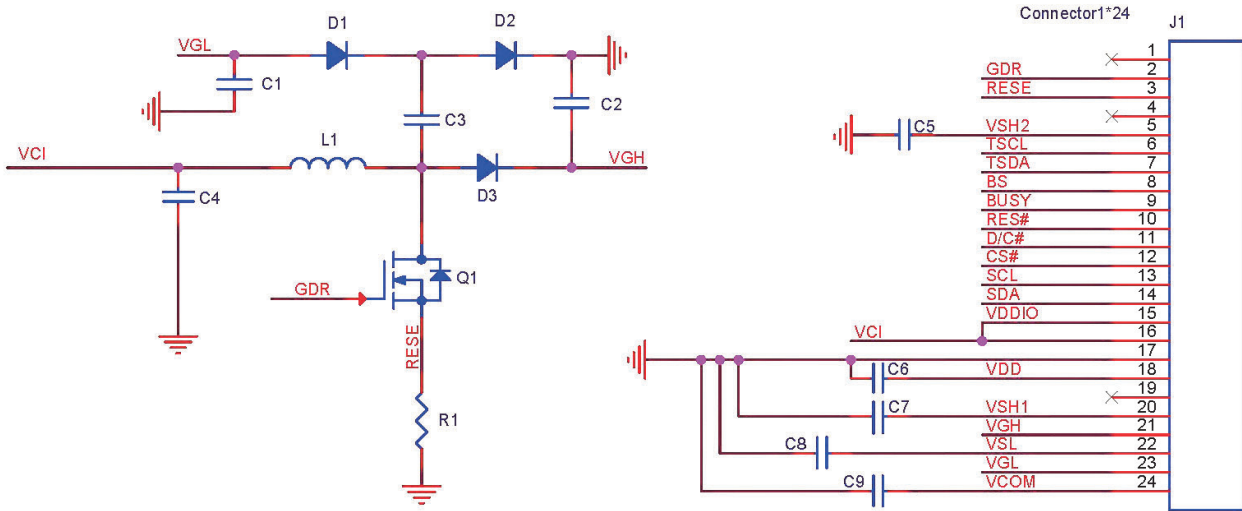 D1
D2
VGL
C1
C2
C3
L1
VCI
VGH
D3
C4
Q1
GDR
RESE
R1
Connector1*24
J1
1
GDR 2
RESE 3
4
C5 VSH2 5
TSCL 6
TSDA 7
BS 8
BUSY 9
RES# 10
D/C# 11
CS# 12
SCL 13
SDA 14
VDDIO 15
VCI 16
17
C6 VDD 18
19
C7 VSH1 20
VGH 21
C8 VSL 22
VGL 23
C9 VCOM 24